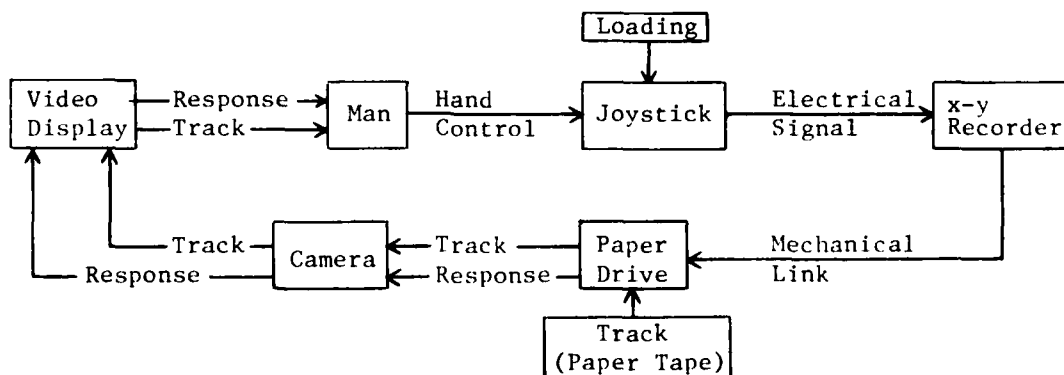 Loading
Video
Display
Response
Track
Man
Hand
Control
Joystick
Electrical
Signal
x-y
Recorder
Track
Response
Camera
Track
Response
Paper
Drive
Mechanical
Link
Track
(Paper Tape)